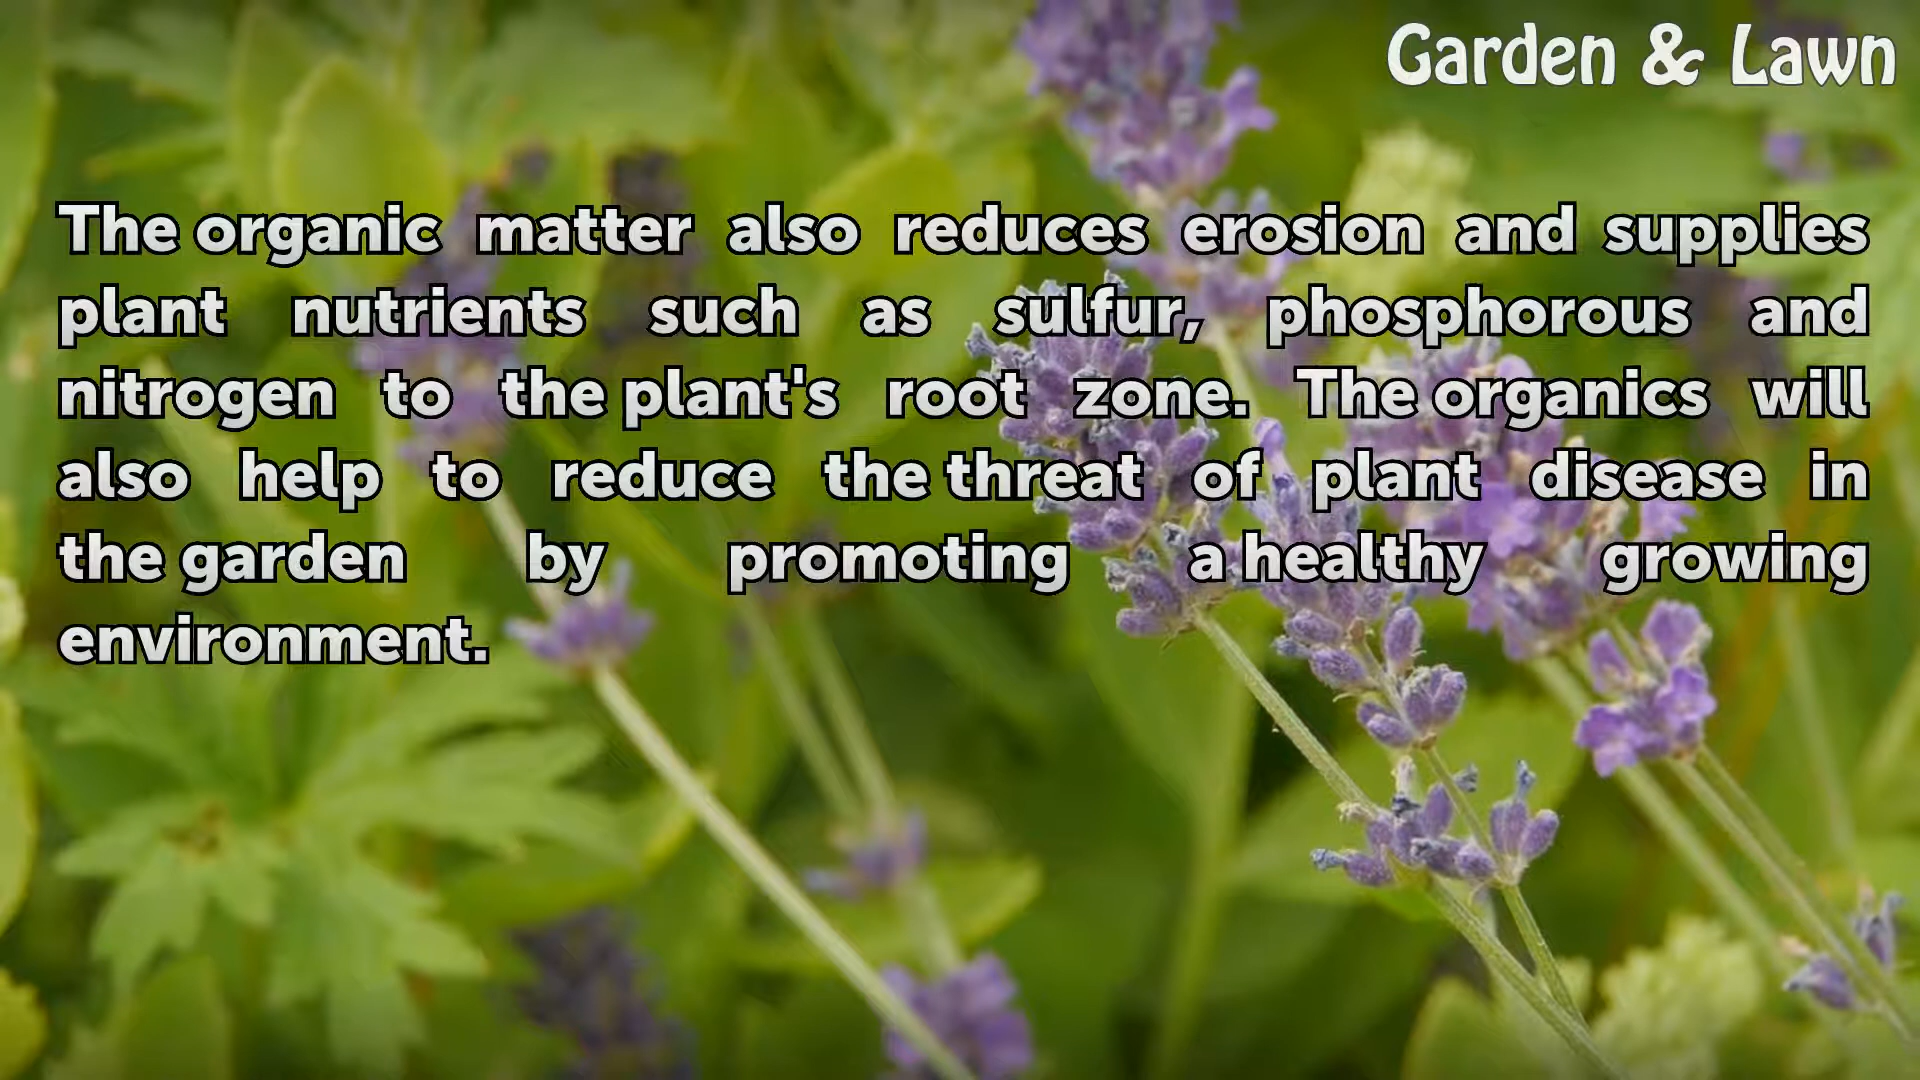 Garden & Lawn
The organic matter also reduces erosion and supplies
plant nutrients such as sulfur, phosphorous and
nitrogen to the plant's root zone. The organics will
also help to reduce the threat of plant disease in
the garden by promoting a healthy growing
environment.